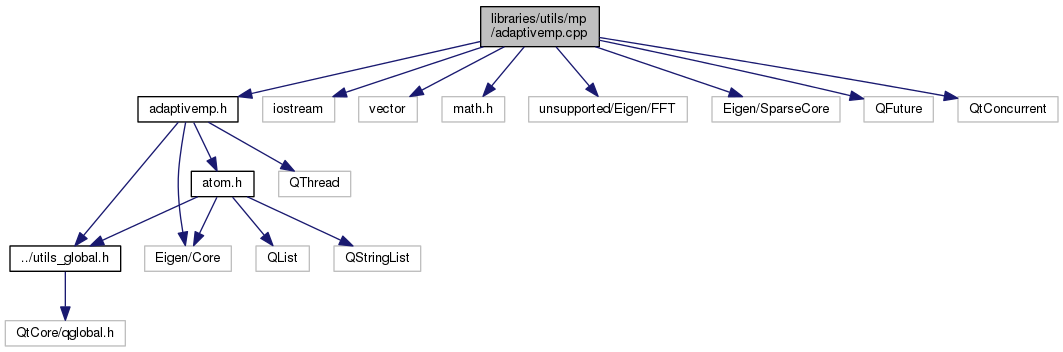 libraries/utils/mp
/adaptivemp.cpp
adaptivemp.h
iostream
vector
math.h
unsupported/Eigen/FFT
Eigen/SparseCore
QFuture
QtConcurrent
atom.h
QThread
../utils_global.h
Eigen/Core
QList
QStringList
QtCore/qglobal.h